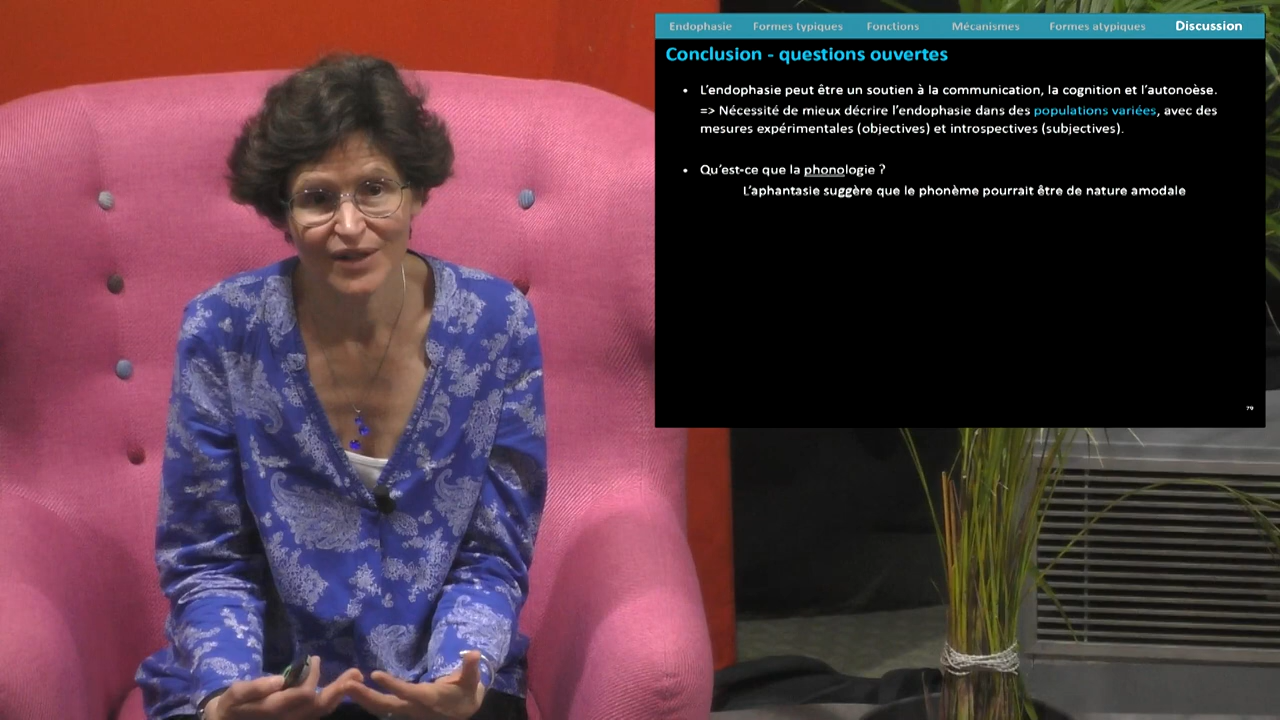 Endophasie Formes typiques Fonctions Mécanismes Formes atypiques Discussion
Conclusion - questions ouvertes
• L'endophasie peut être un soutien à la communication, la cognition et l'autonoèse.
=> Nécessité de mieux décrire l'endophasie dans des populations variées, avec des
mesures expérimentales (objectives) et introspectives (subjectives).
• Qu'est-ce que la phonologie ?
L'aphantasie suggère que le phonème pourrait être de nature amodale
79